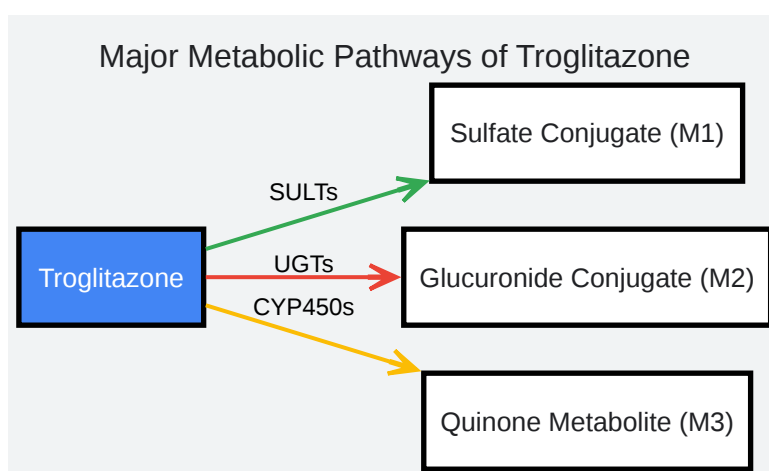 Major Metabolic Pathways of Troglitazone
Sulfate Conjugate (M1)
SULTs
Troglitazone
UGTs
Glucuronide Conjugate (M2)
CYP450s
Quinone Metabolite (M3)